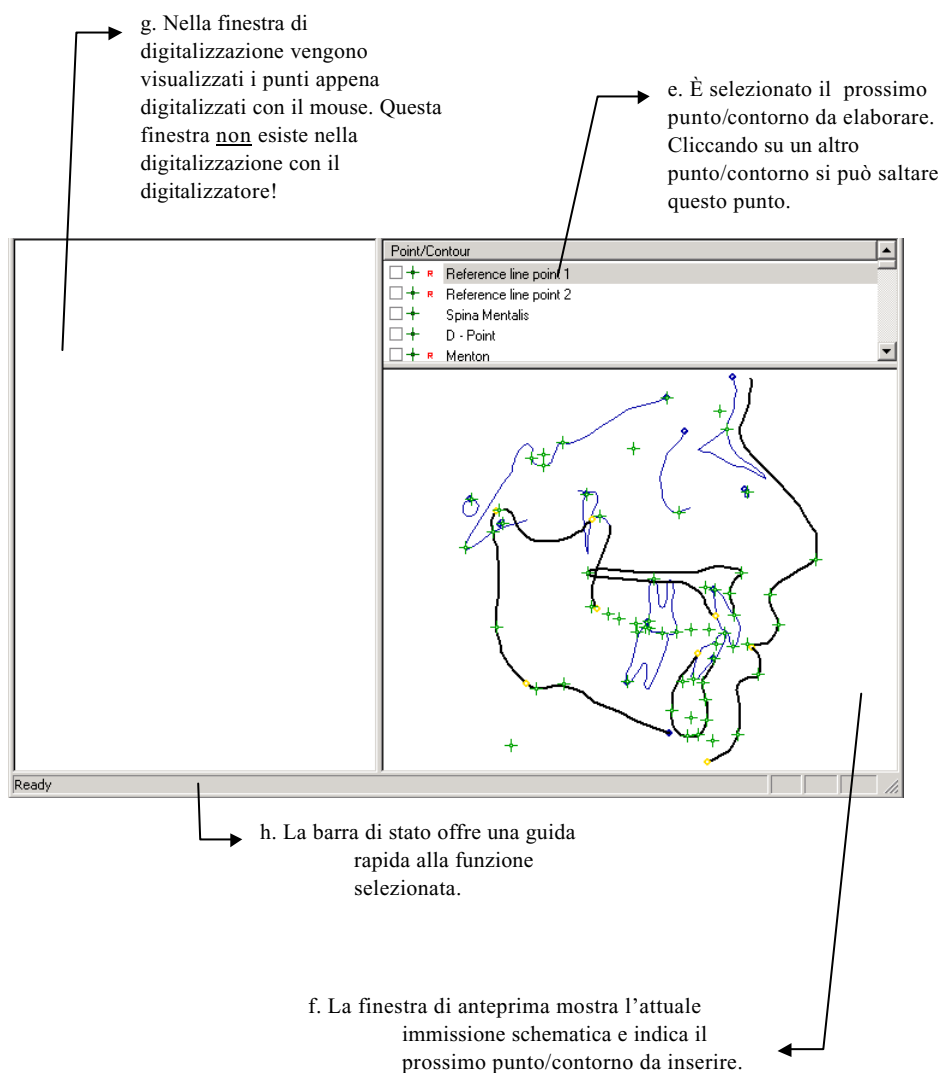 g. Nella finestra di
digitalizzazione vengono
visualizzati i punti appena
digitalizzati con il mouse. Questa
finestra non esiste nella
digitalizzazione con il
digitalizzatore!
e. È selezionato il prossimo
punto/contorno da elaborare.
Cliccando su un altro
punto/contorno si può saltare
questo punto.
Point/Contour
R Reference line point 1
R Reference line point 2
Spina Mentalis
D - Point
R Menton
Ready
h. La barra di stato offre una guida
rapida alla funzione
selezionata.
f. La finestra di anteprima mostra l’attuale
immissione schematica e indica il
prossimo punto/contorno da inserire.